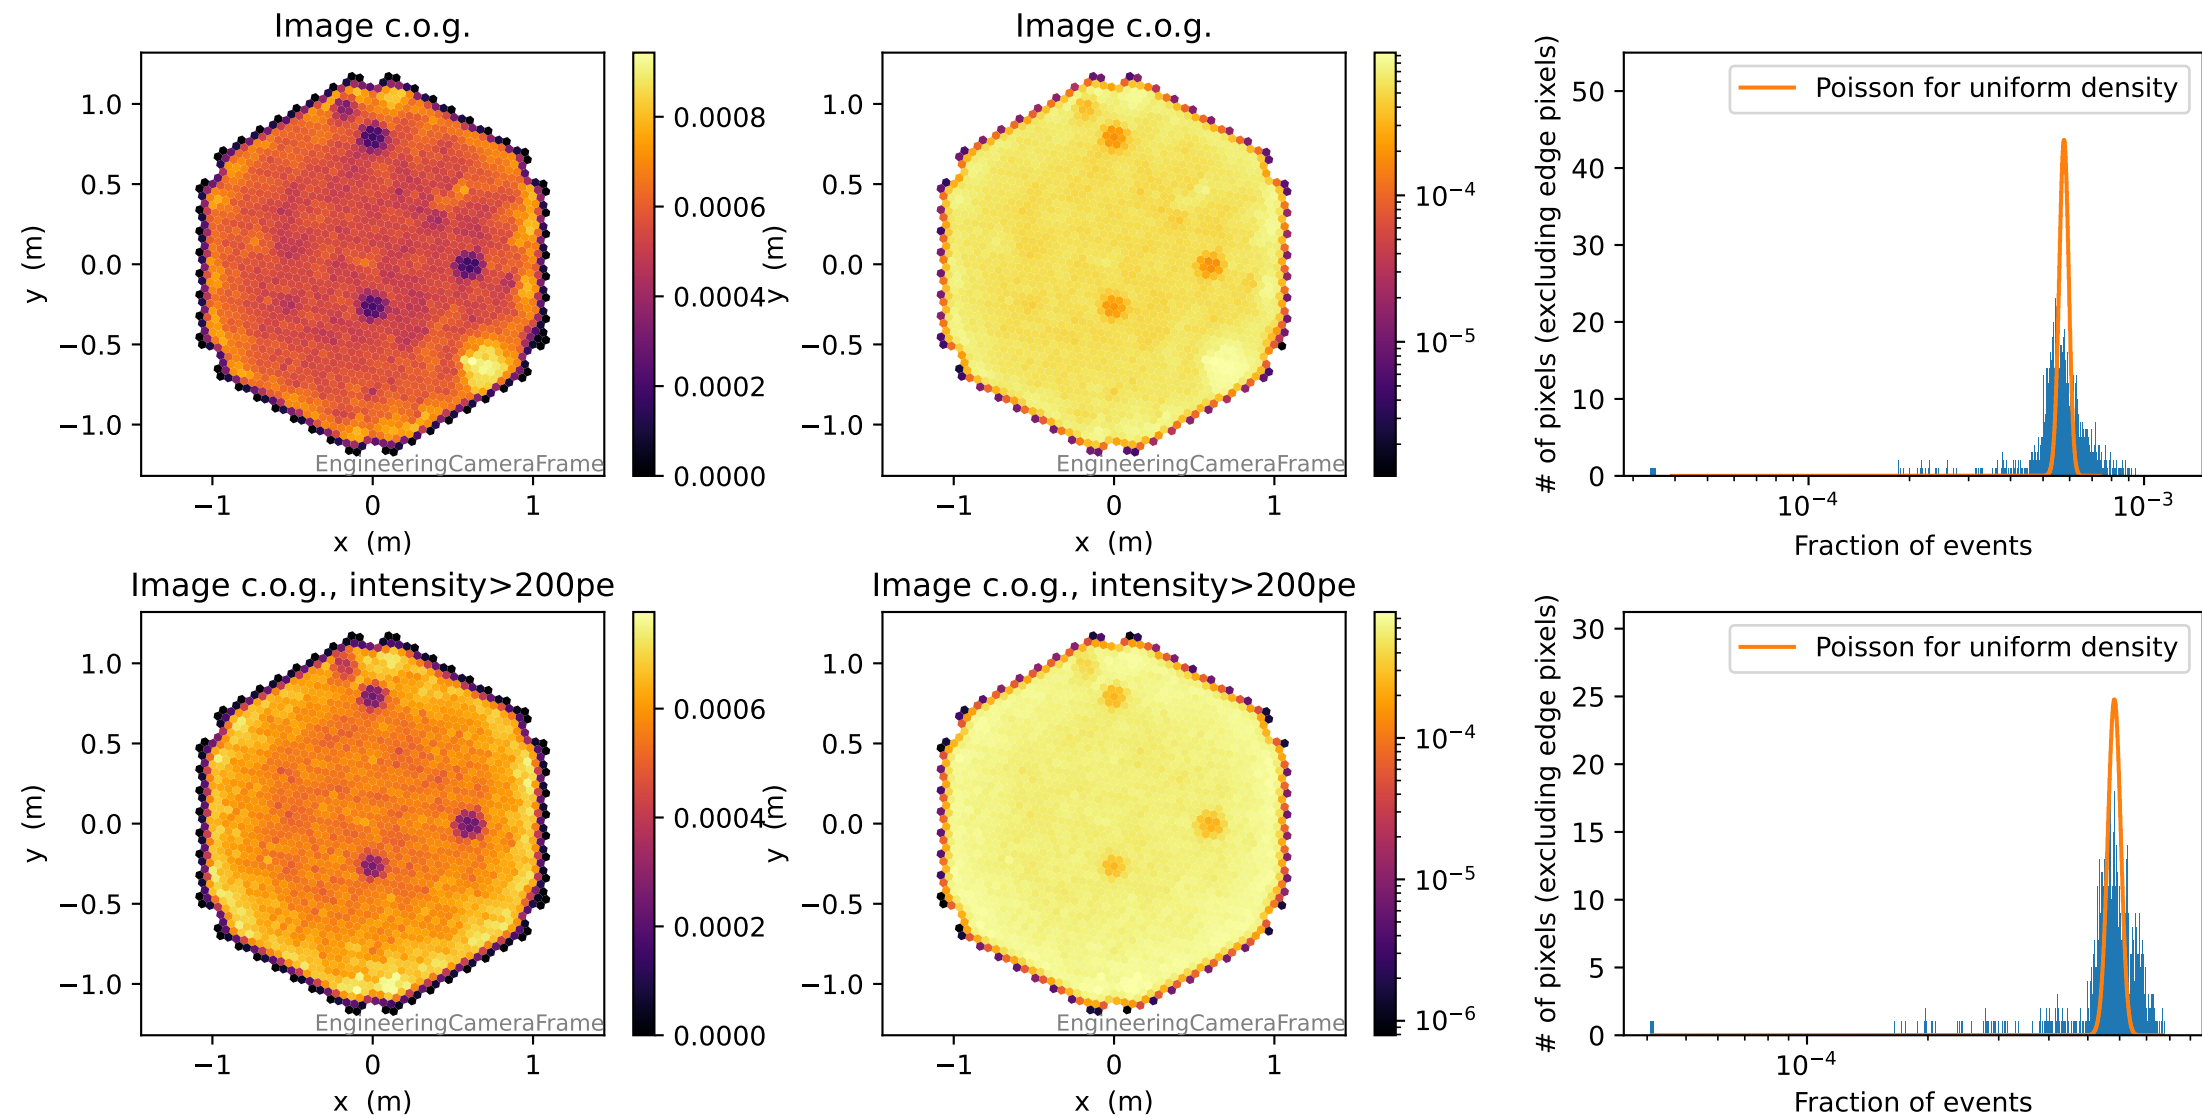 Image c.o.g.
1.0
0.5
0.0
−0.5
−1.0
y (m)
−1
0
1
x (m)
EngineeringCameraFrame
0.0008
0.0006
0.0004
0.0002
0.0000
Image c.o.g.
1.0
0.5
0.0
−0.5
−1.0
y (m)
−1
0
1
x (m)
EngineeringCameraFrame
10−4
10−5
# of pixels (excluding edge pixels)
50
40
30
20
10
0
Poisson for uniform density
10−4
10−3
Fraction of events
Image c.o.g., intensity>200pe
1.0
0.5
0.0
−0.5
−1.0
y (m)
−1
0
1
x (m)
EngineeringCameraFrame
0.0006
0.0004
0.0002
0.0000
Image c.o.g., intensity>200pe
1.0
0.5
0.0
−0.5
−1.0
y (m)
−1
0
1
x (m)
EngineeringCameraFrame
10−4
10−5
10−6
# of pixels (excluding edge pixels)
30
25
20
15
10
5
0
Poisson for uniform density
10−4
Fraction of events